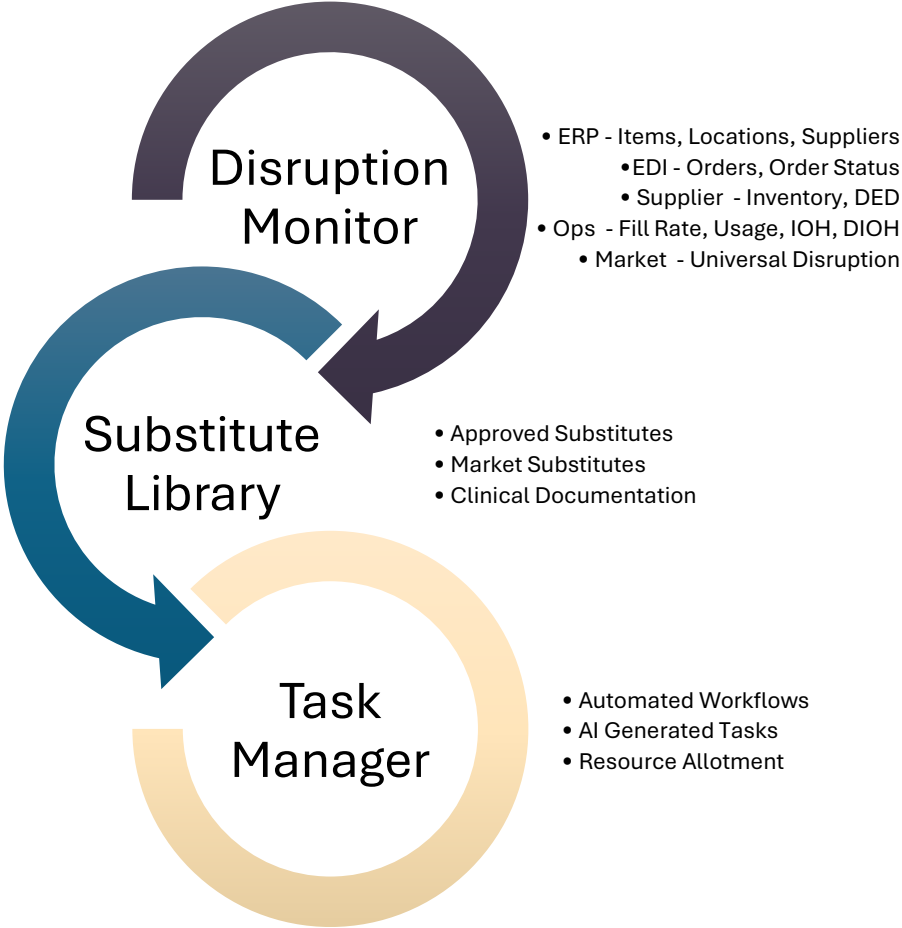 Disruption
Monitor
• ERP - Items, Locations, Suppliers
•EDI - Orders, Order Status
• Supplier - Inventory, DED
• Ops - Fill Rate, Usage, IOH, DIOH
• Market - Universal Disruption
Substitute
Library
• Approved Substitutes
• Market Substitutes
• Clinical Documentation
Task
Manager
• Automated Workflows
• AI Generated Tasks
• Resource Allotment